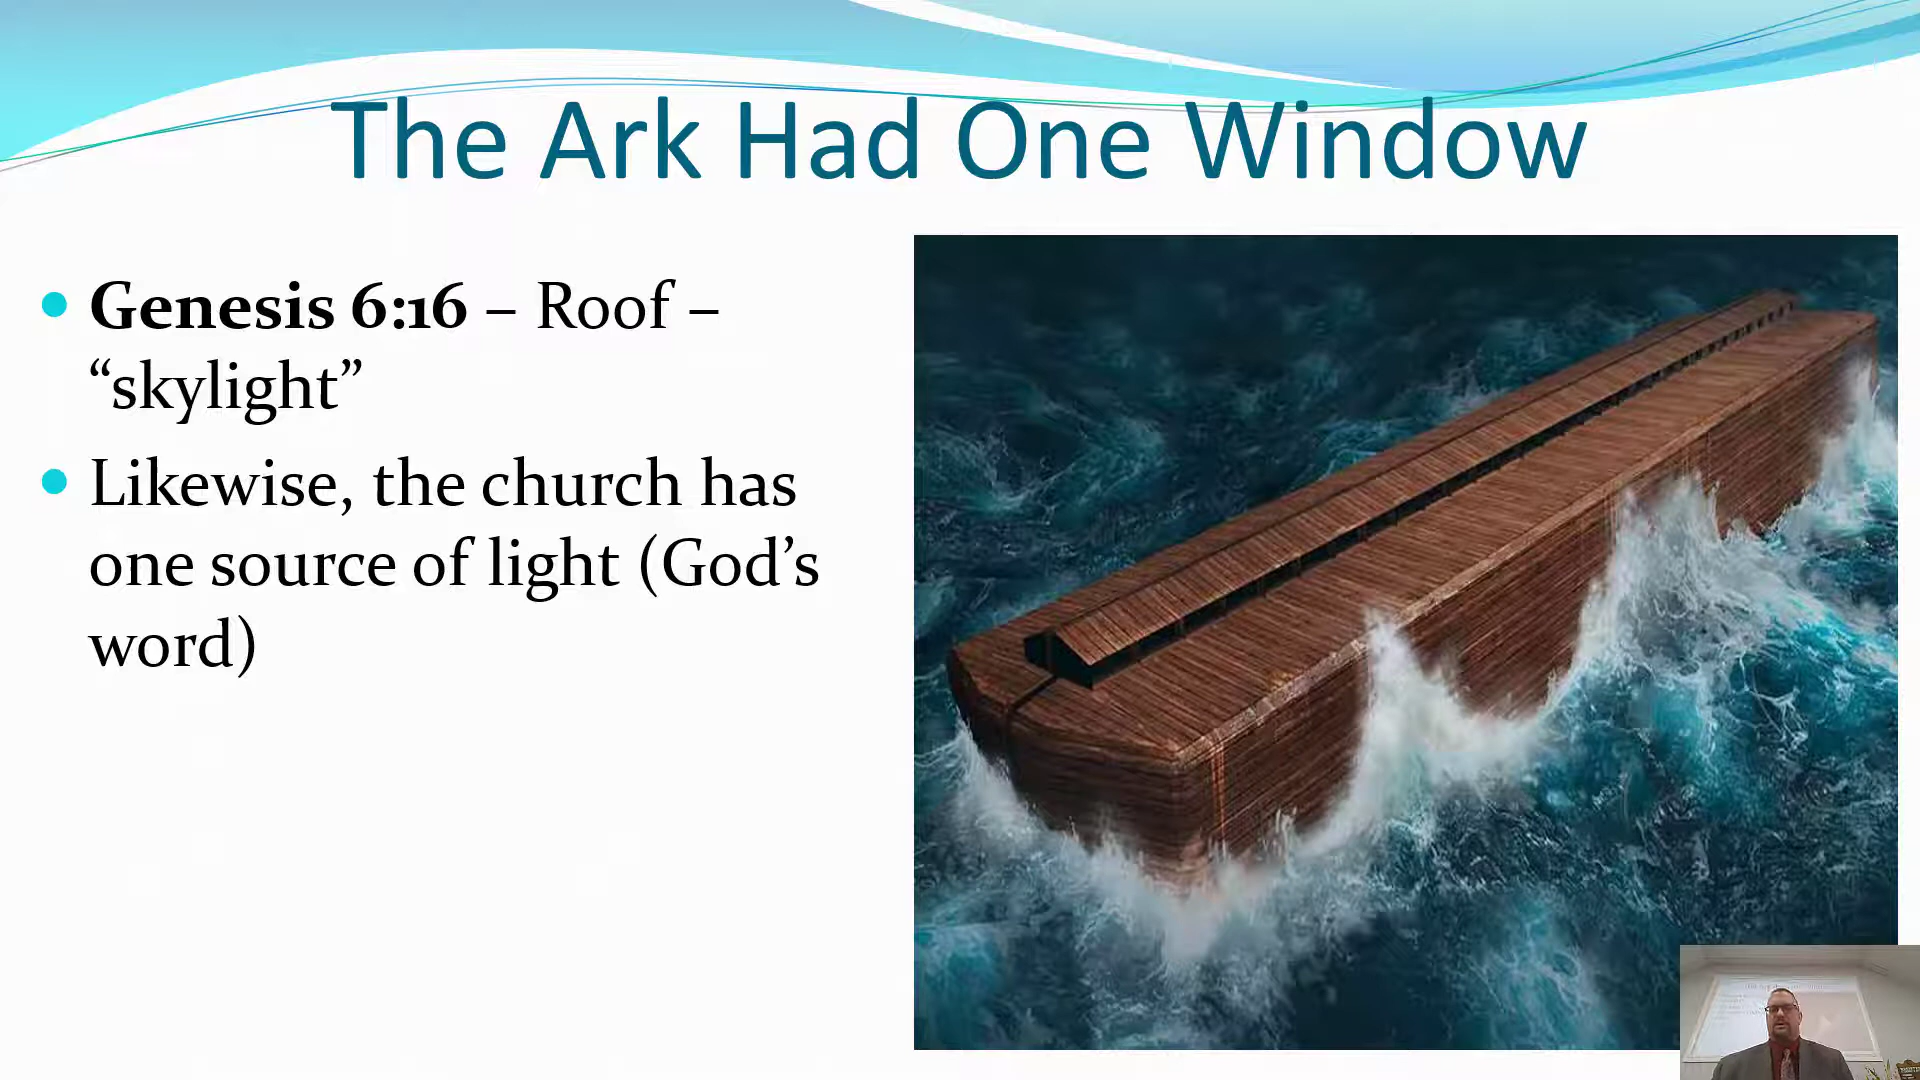 The Ark Had One Window
• Genesis 6:16 – Roof –
“skylight”
• Likewise, the church has
one source of light (God’s
word)